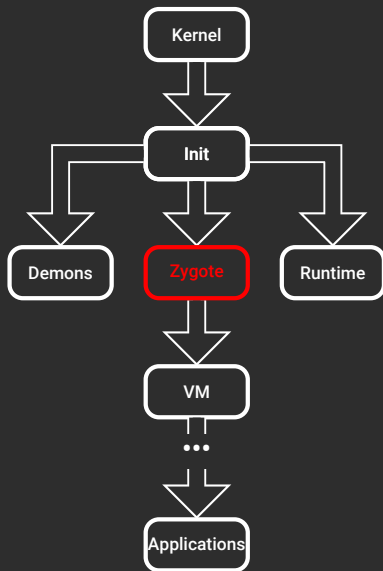 Kernel
Init
Demons
Zygote
Runtime
VM
...
Applications